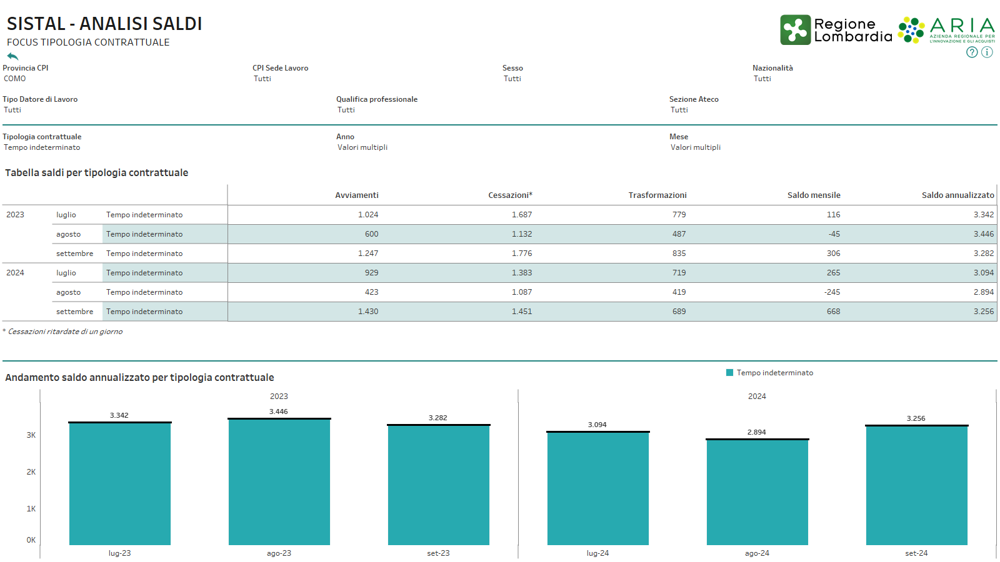 SISTAL - ANALISI SALDI
FOCUS TIPOLOGIA CONTRATTUALE
Regione Lombardia
ARIA
AZIENDA REGIONALE PER L'INNOVAZIONE E GLI ACQUISTI
? i
Provincia CPI CPI Sede Lavoro Sesso Nazionalità
COMO Tutti Tutti Tutti
Tipo Datore di Lavoro Qualifica professionale Sezione Ateco
Tutti Tutti Tutti
Tipologia contrattuale Anno Mese
Tempo indeterminato Valori multipli Valori multipli
Tabella saldi per tipologia contrattuale
Avviamenti Cessazioni* Trasformazioni Saldo mensile Saldo annualizzato
2023 luglio Tempo indeterminato 1.024 1.687 779 116 3.342
agosto Tempo indeterminato 600 1.132 487 -45 3.446
settembre Tempo indeterminato 1.247 1.776 835 306 3.282
2024 luglio Tempo indeterminato 929 1.383 719 265 3.094
agosto Tempo indeterminato 423 1.087 419 -245 2.894
settembre Tempo indeterminato 1.430 1.451 689 668 3.256
* Cessazioni ritardate di un giorno
Andamento saldo annualizzato per tipologia contrattuale
Tempo indeterminato
2023 2024
3.342 3.446 3.282 3.094 2.894 3.256
3K
2K
1K
0K
lug-23 ago-23 set-23 lug-24 ago-24 set-24